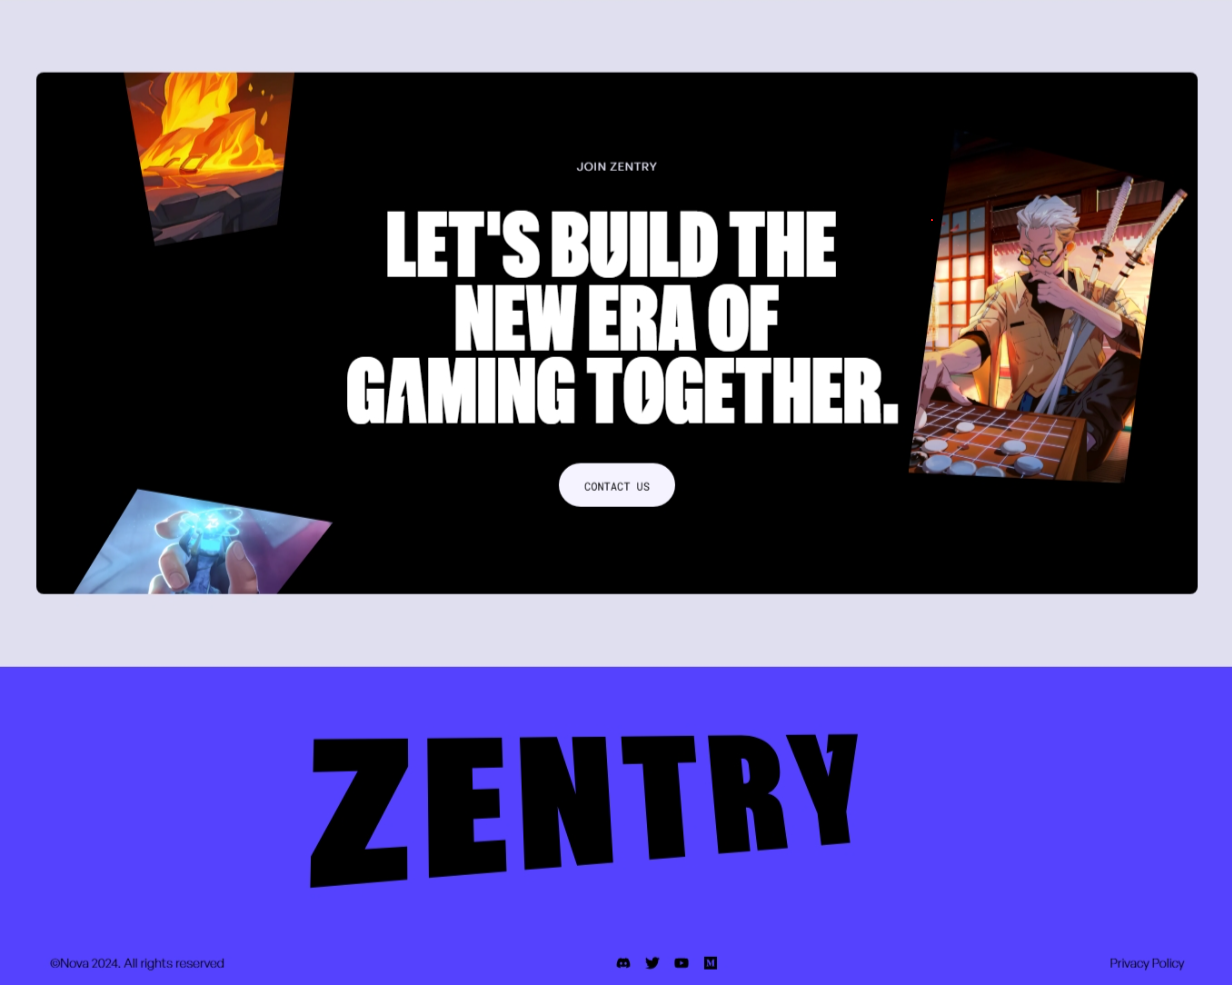 JOIN ZENTRY
LET'S BUILD THE
NEW ERA OF
GAMING TOGETHER.
CONTACT US
ZENTRY
©Nova 2024. All rights reserved
M
Privacy Policy